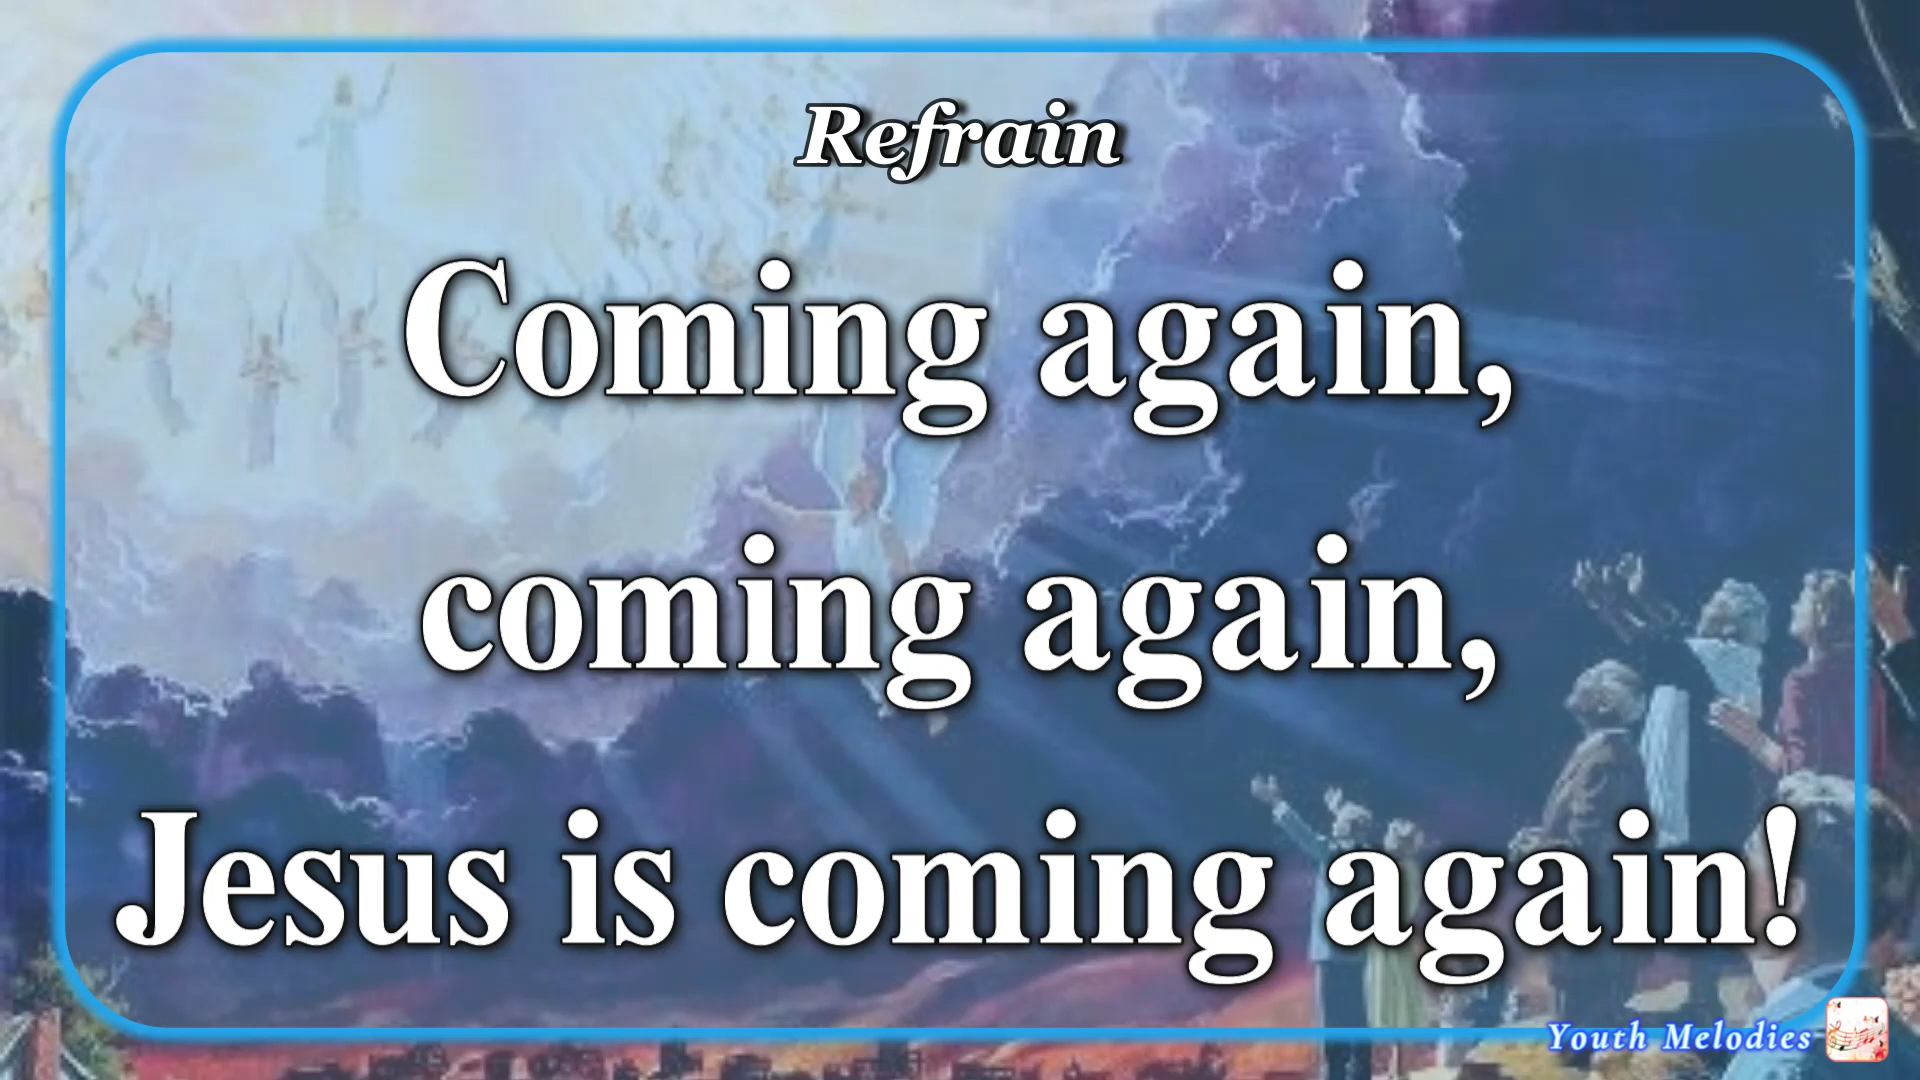 Refrain
Coming again,
coming again,
Jesus is coming again!
Youth Melodies